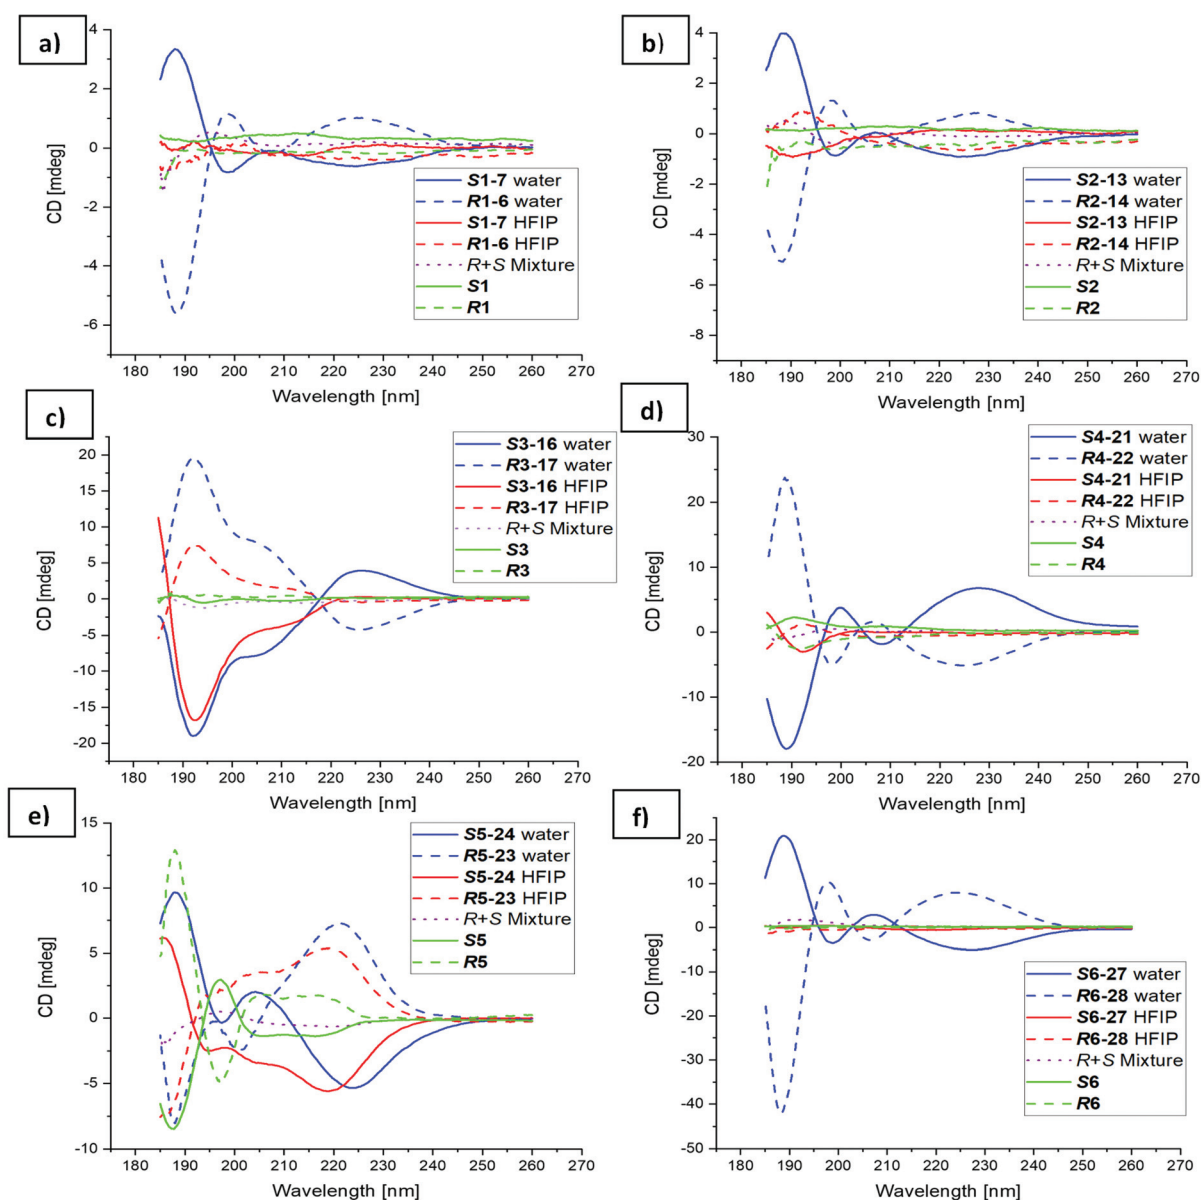 a)
4
2
0
-2
-4
-6
CD [mdeg]
S1-7 water
R1-6 water
S1-7 HFIP
R1-6 HFIP
R+S Mixture
S1
R1
180 190 200 210 220 230 240 250 260 270
Wavelength [nm]
b)
4
2
0
-2
-4
-6
-8
CD [mdeg]
S2-13 water
R2-14 water
S2-13 HFIP
R2-14 HFIP
R+S Mixture
S2
R2
180 190 200 210 220 230 240 250 260 270
Wavelength [nm]
c)
20
15
10
5
0
-5
-10
-15
-20
CD [mdeg]
S3-16 water
R3-17 water
S3-16 HFIP
R3-17 HFIP
R+S Mixture
S3
R3
180 190 200 210 220 230 240 250 260 270
Wavelength [nm]
d)
30
20
10
0
-10
-20
CD [mdeg]
S4-21 water
R4-22 water
S4-21 HFIP
R4-22 HFIP
R+S Mixture
S4
R4
180 190 200 210 220 230 240 250 260 270
Wavelength [nm]
e)
15
10
5
0
-5
-10
CD [mdeg]
S5-24 water
R5-23 water
S5-24 HFIP
R5-23 HFIP
R+S Mixture
S5
R5
180 190 200 210 220 230 240 250 260 270
Wavelength [nm]
f)
20
10
0
-10
-20
-30
-40
-50
CD [mdeg]
S6-27 water
R6-28 water
S6-27 HFIP
R6-28 HFIP
R+S Mixture
S6
R6
180 190 200 210 220 230 240 250 260 270
Wavelength [nm]